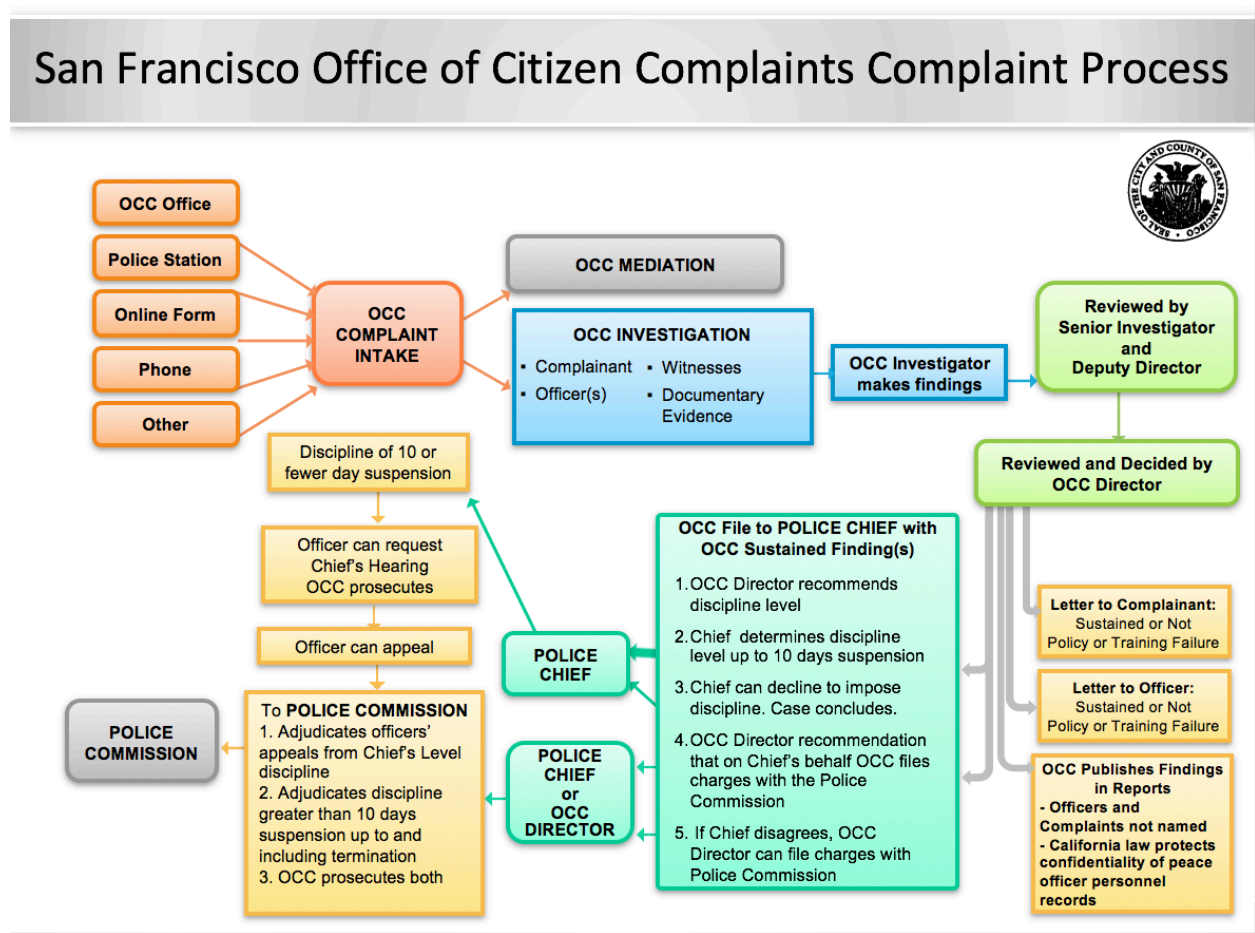 San Francisco Office of Citizen Complaints Complaint Process
SEAL OF THE CITY AND COUNTY OF SAN FRANCISCO
OCC Office
Police Station
Online Form
Phone
Other
OCC
COMPLAINT
INTAKE
OCC MEDIATION
OCC INVESTIGATION
▪ Complainant
▪ Officer(s)
▪ Witnesses
▪ Documentary
Evidence
OCC Investigator
makes findings
Reviewed by
Senior Investigator
and
Deputy Director
Reviewed and Decided by
OCC Director
Letter to Complainant:
Sustained or Not
Policy or Training Failure
Letter to Officer:
Sustained or Not
Policy or Training Failure
OCC Publishes Findings
in Reports
- Officers and
Complaints not named
- California law protects
confidentiality of peace
officer personnel
records
OCC File to POLICE CHIEF with
OCC Sustained Finding(s)
1. OCC Director recommends
discipline level
2. Chief determines discipline
level up to 10 days suspension
3. Chief can decline to impose
discipline. Case concludes.
4. OCC Director recommendation
that on Chief's behalf OCC files
charges with the Police
Commission
5. If Chief disagrees, OCC
Director can file charges with
Police Commission
POLICE
CHIEF
POLICE
CHIEF
or
OCC
DIRECTOR
Discipline of 10 or
fewer day suspension
Officer can request
Chief's Hearing
OCC prosecutes
Officer can appeal
To POLICE COMMISSION
1. Adjudicates officers'
appeals from Chief's Level
discipline
2. Adjudicates discipline
greater than 10 days
suspension up to and
including termination
3. OCC prosecutes both
POLICE
COMMISSION